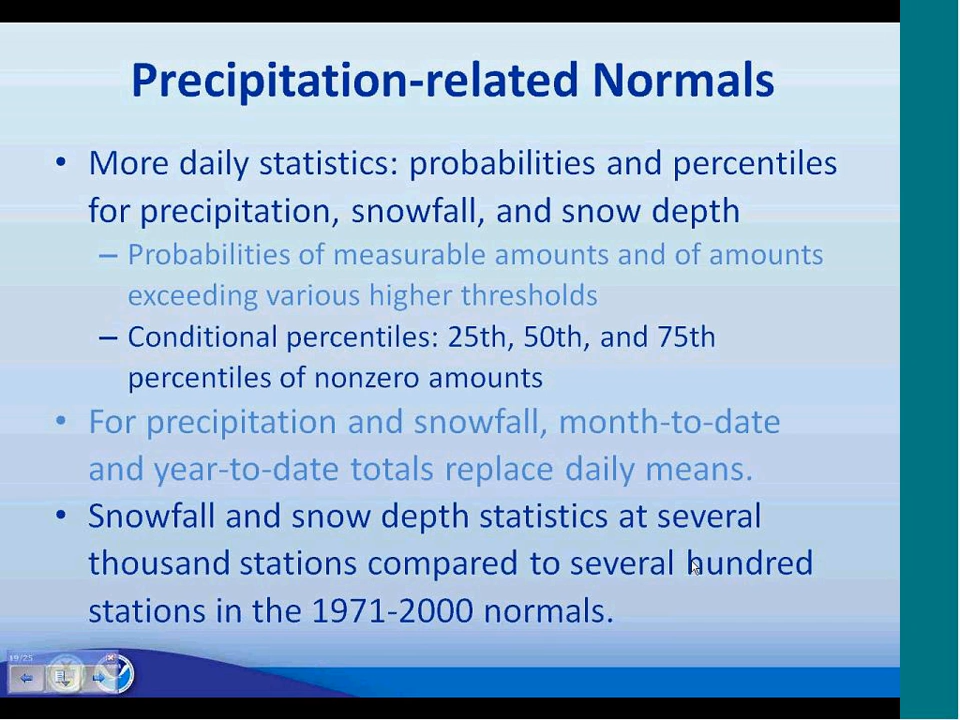 Precipitation-related Normals
• More daily statistics: probabilities and percentiles
for precipitation, snowfall, and snow depth
– Probabilities of measurable amounts and of amounts
exceeding various higher thresholds
– Conditional percentiles: 25th, 50th, and 75th
percentiles of nonzero amounts
• For precipitation and snowfall, month-to-date
and year-to-date totals replace daily means.
• Snowfall and snow depth statistics at several
thousand stations compared to several hundred
stations in the 1971-2000 normals.
19/25